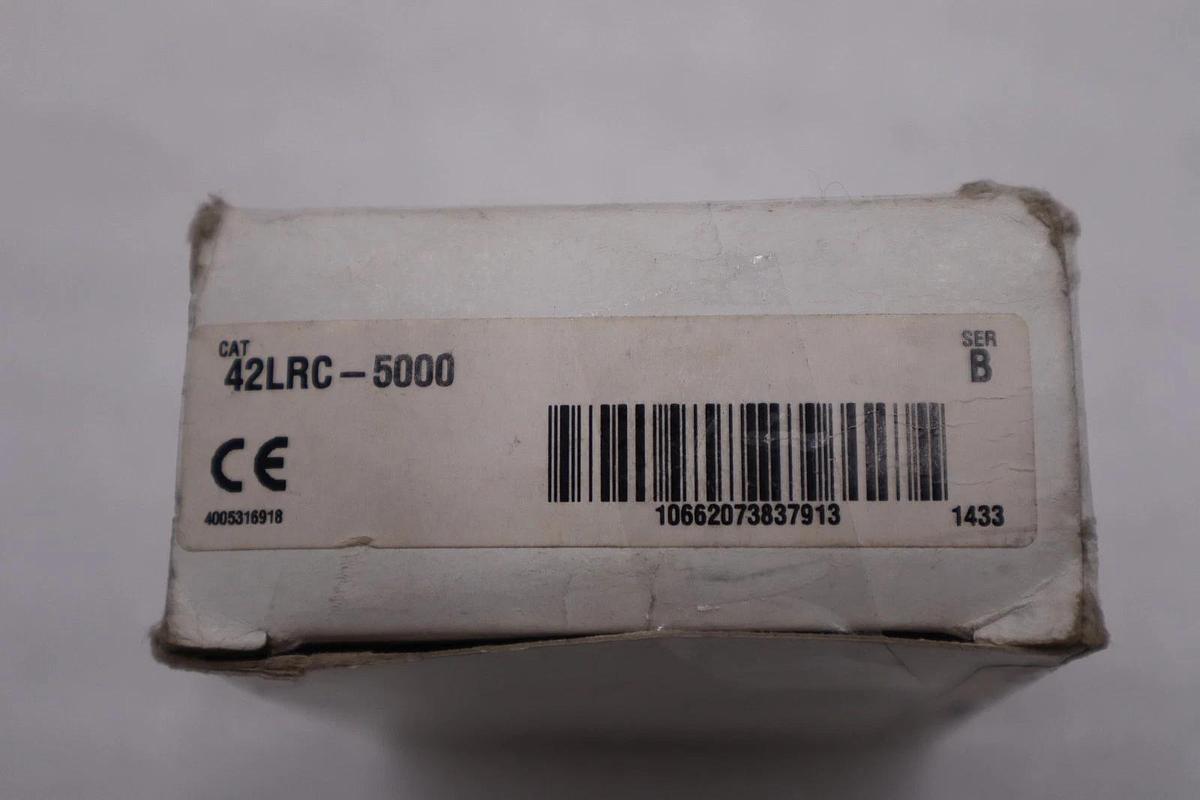 CAT
42LRC-5000
SER
B
CE
4005316918
10662073837913
1433